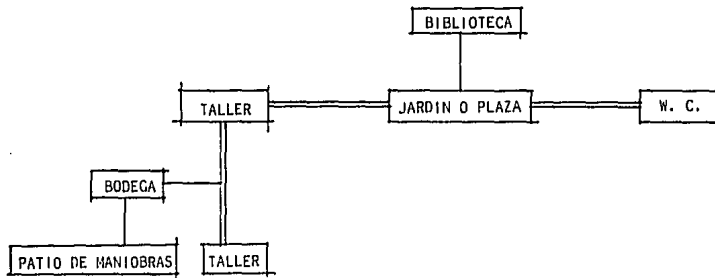 BIBLIOTECA
TALLER
JARDIN O PLAZA
W. C.
BODEGA
PATIO DE MANIOBRAS
TALLER